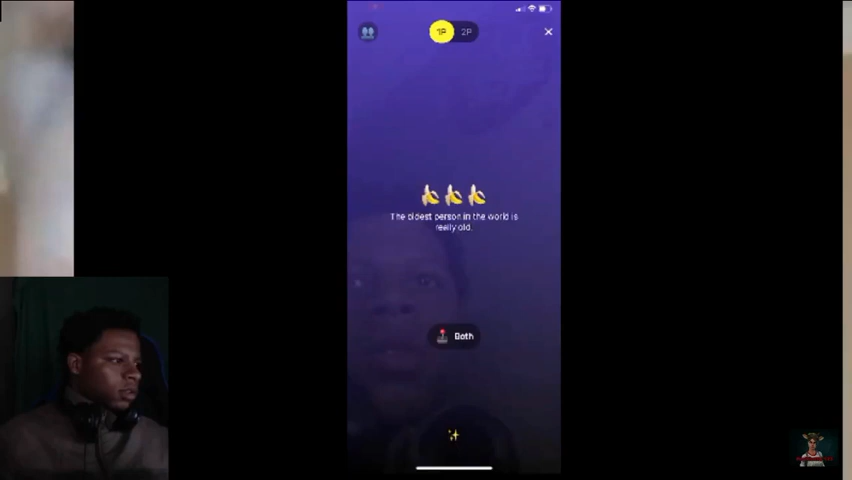 1P 2P
The oldest person in the world is
really old.
Both